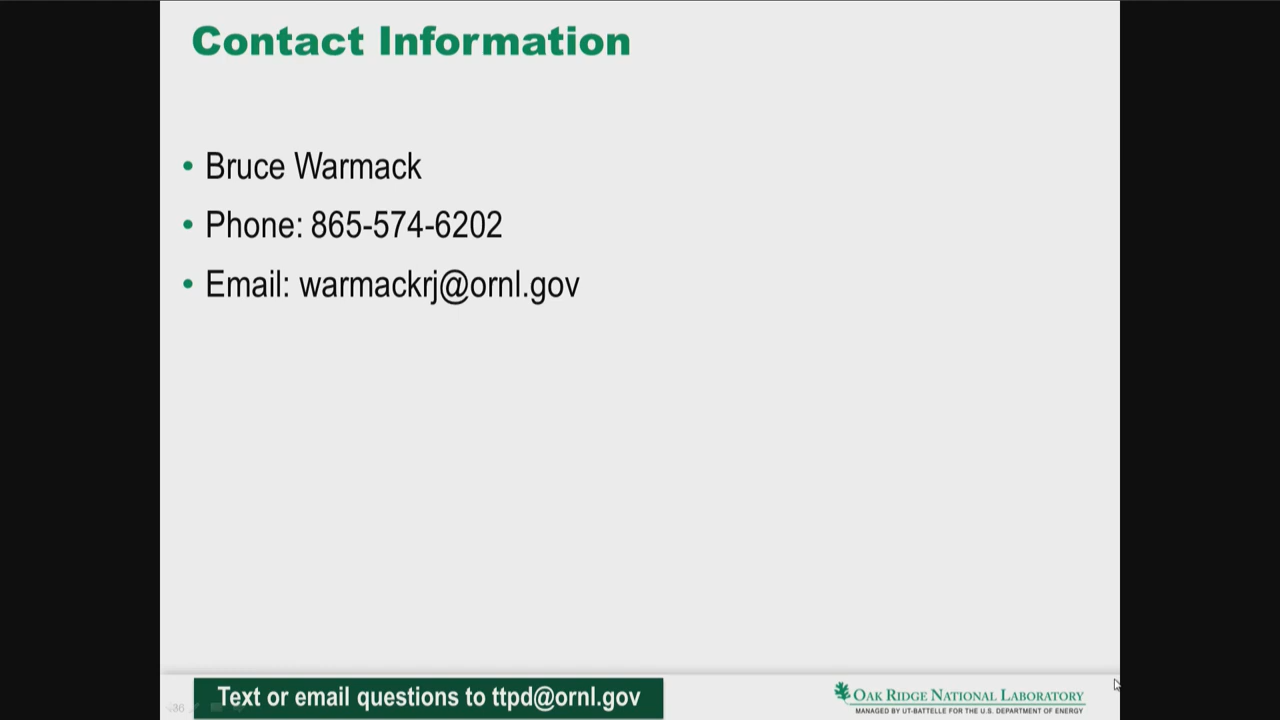 Contact Information
• Bruce Warmack
• Phone: 865-574-6202
• Email: warmackrj@ornl.gov
36
Text or email questions to ttpd@ornl.gov
OAK RIDGE NATIONAL LABORATORY
MANAGED BY UT-BATTELLE FOR THE U.S. DEPARTMENT OF ENERGY